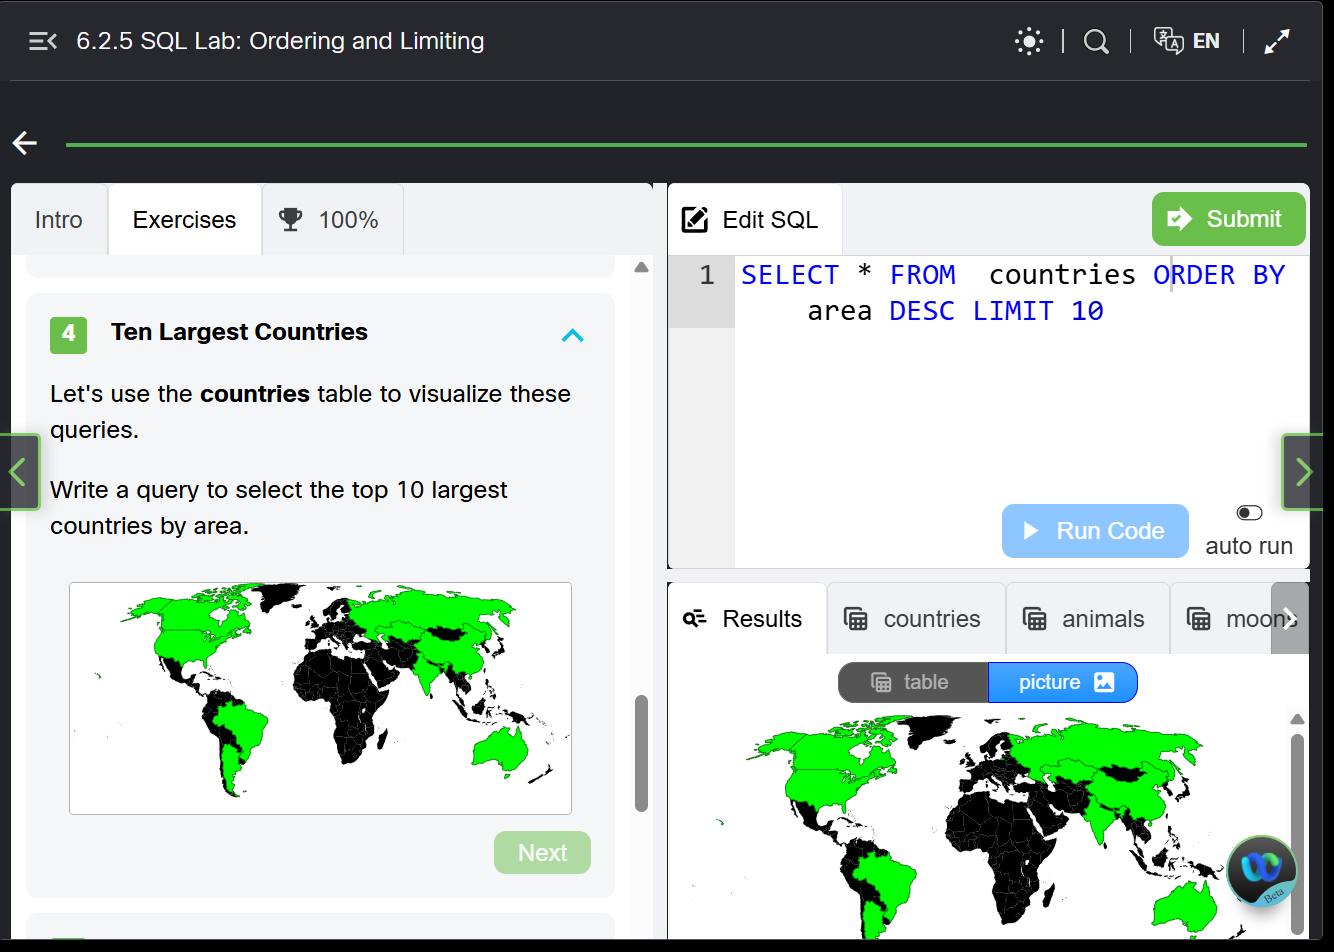 6.2.5 SQL Lab: Ordering and Limiting
EN
Intro
Exercises
100%
4
Ten Largest Countries
Let's use the countries table to visualize these
queries.
Write a query to select the top 10 largest
countries by area.
Next
Edit SQL
Submit
1
SELECT * FROM  countries ORDER BY
area DESC LIMIT 10
Run Code
auto run
Results
countries
animals
moons
table
picture
Beta